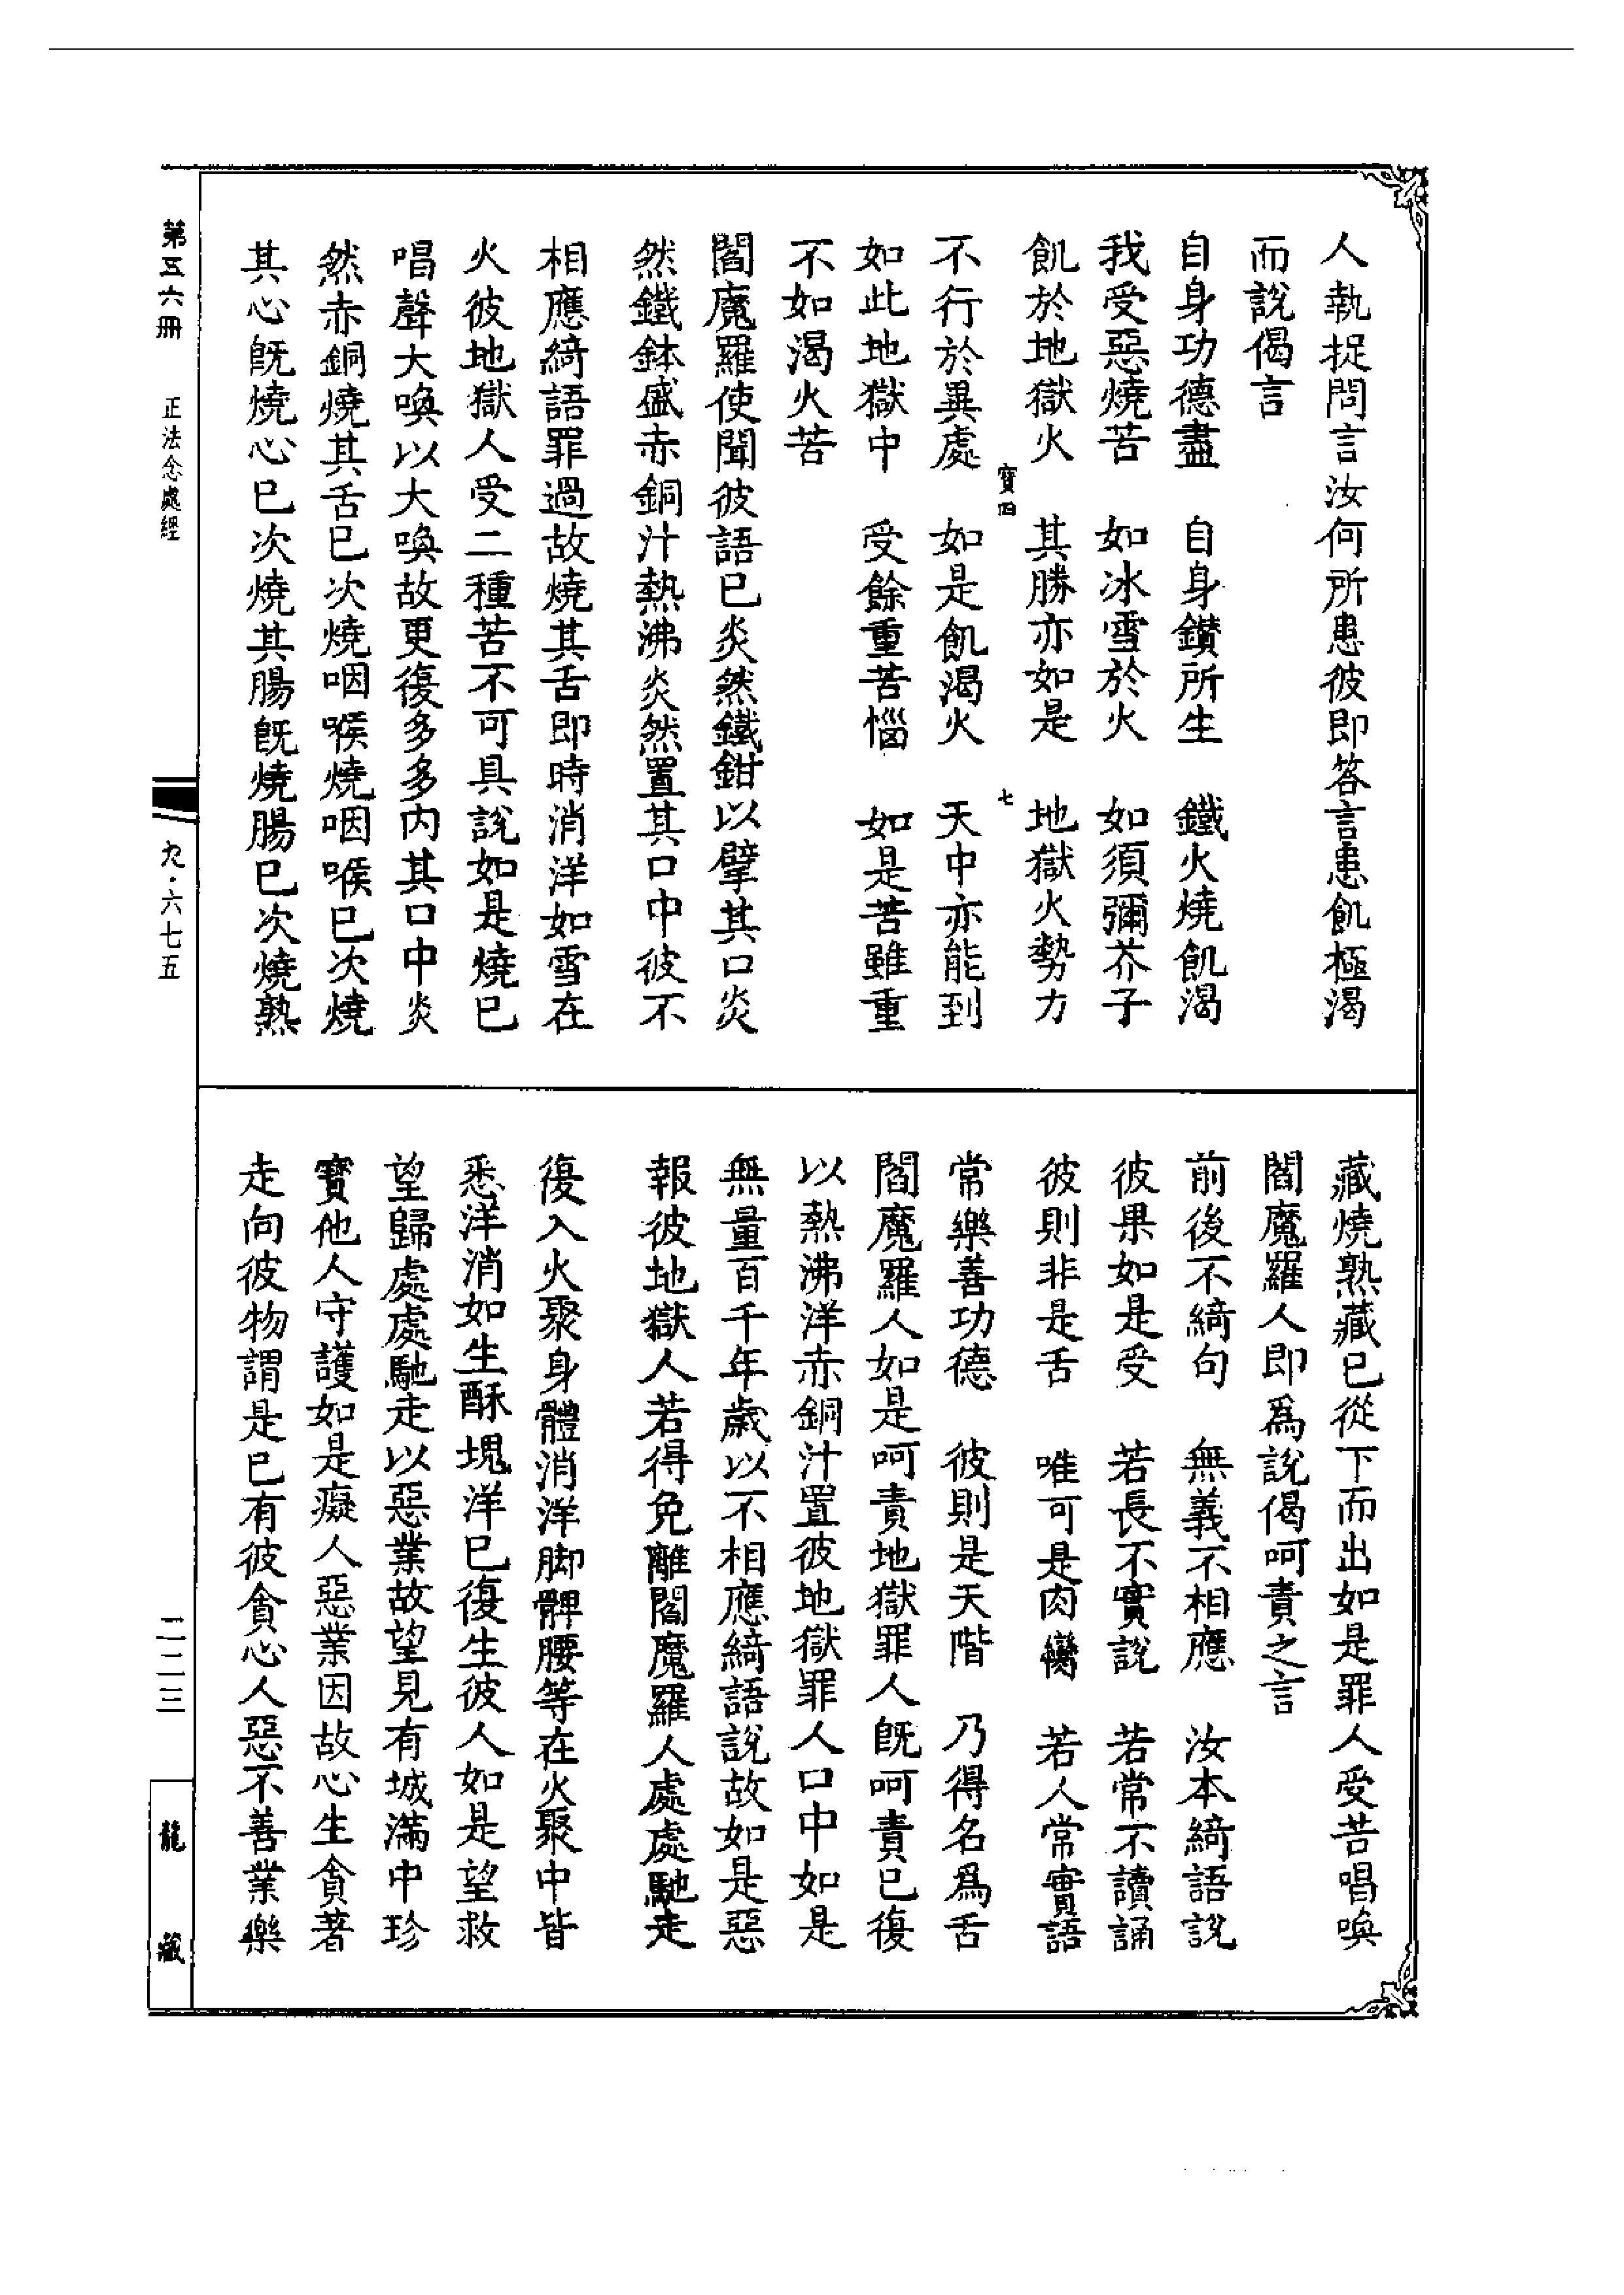 人執捉問言汝何所患彼即答言患飢極渴
而說偈言
自身功德盡　自身鑚所生　鐵火燒飢渴
我受惡燒苦　如冰雪於火　如須彌芥子
飢於地獄火　其勝亦如是　地獄火勢力
寶四　七
不行於異處　如是飢渴火　天中亦能到
如此地獄中　受餘重苦惱　如是苦雖重
不如渴火苦
閻魔羅使聞彼語已炎然鐵鉗以擘其口炎
然鐵鉢盛赤銅汁熱沸炎然置其口中彼不
相應綺語罪過故燒其舌即時消洋如雪在
火彼地獄人受二種苦不可具說如是燒已
唱聲大喚以大喚故更復多多內其口中炎
然赤銅燒其舌已次燒咽喉燒咽喉已次燒
其心既燒心已次燒其腸既燒腸已次燒熟
藏燒熟藏已從下而出如是罪人受苦唱喚
閻魔羅人即爲說偈呵責之言
前後不綺句　無義不相應　汝本綺語說
彼果如是受　若長不實說　若常不讀誦
彼則非是舌　唯可是肉臠　若人常實語
常樂善功德　彼則是天階　乃得名爲舌
閻魔羅人如是呵責地獄罪人既呵責已復
以熱沸洋赤銅汁置彼地獄罪人口中如是
無量百千年歲以不相應綺語說故如是惡
報彼地獄人若得免離閻魔羅人處處馳走
復入火聚身體消洋脚髀腰等在火聚中皆
悉洋消如生酥塊洋已復生彼人如是望救
望歸處處馳走以惡業故望見有城滿中珍
寶他人守護如是癡人惡業因故心生貪著
走向彼物謂是已有彼貪心人惡不善業樂
第五六冊　正法念處經　九·六七五　一一二三　龍藏